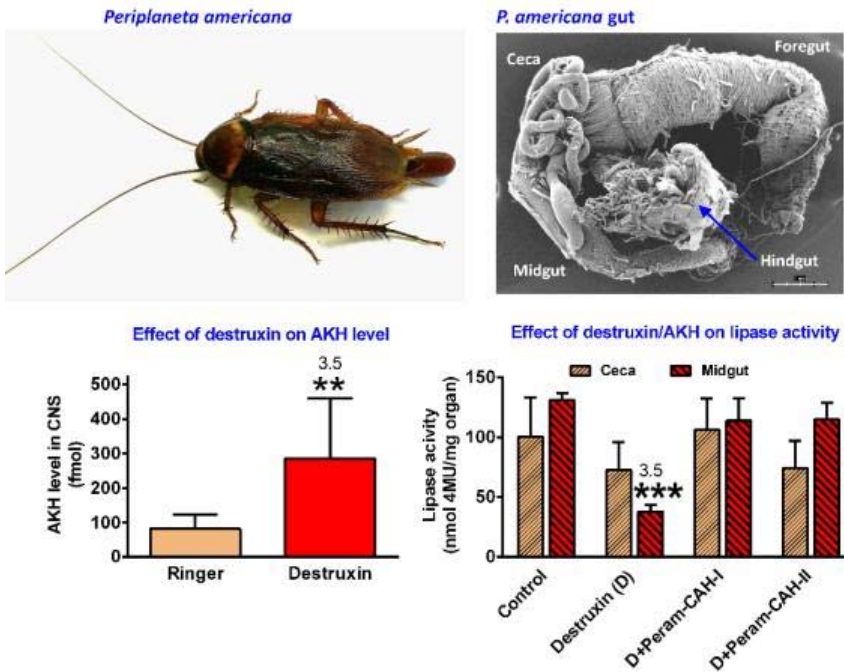 Periplaneta americana
P. americana gut
Ceca
Foregut
Midgut
Hindgut
Effect of destruxin on AKH level
3.5
**
500
400
300
200
100
0
AKH level in CNS
(fmol)
Ringer
Destruxin
Effect of destruxin/AKH on lipase activity
Ceca
Midgut
150
100
50
0
Lipase acivity
(nmol 4MU/mg organ)
3.5
***
Control
Destruxin (D)
D+Peram-CAH-I
D+Peram-CAH-II